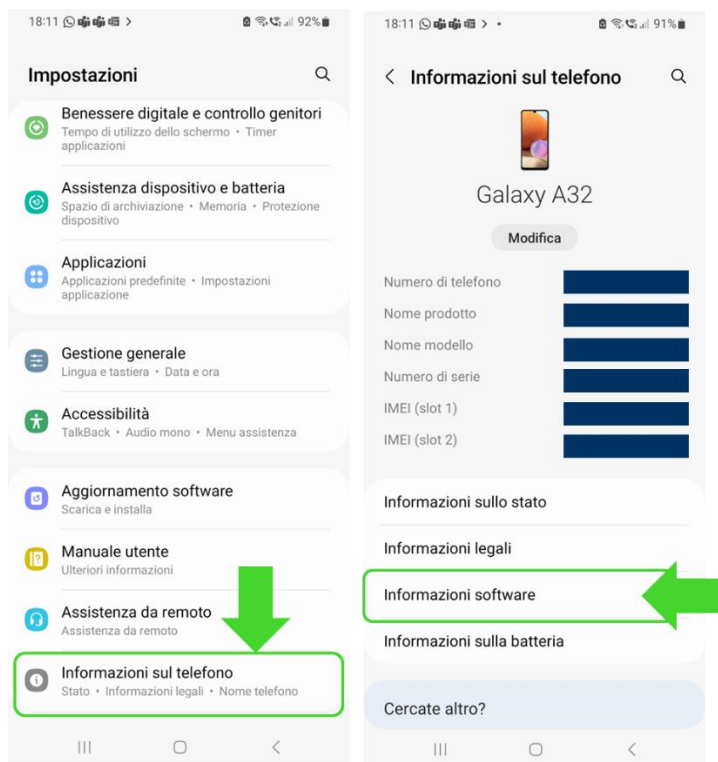 18:11 92%
Impostazioni
Benessere digitale e controllo genitori
Tempo di utilizzo dello schermo • Timer
applicazioni
Assistenza dispositivo e batteria
Spazio di archiviazione • Memoria • Protezione
dispositivo
Applicazioni
Applicazioni predefinite • Impostazioni
applicazione
Gestione generale
Lingua e tastiera • Data e ora
Accessibilità
TalkBack • Audio mono • Menu assistenza
Aggiornamento software
Scarica e installa
Manuale utente
Ulteriori informazioni
Assistenza da remoto
Assistenza da remoto
Informazioni sul telefono
Stato • Informazioni legali • Nome telefono
18:11 91%
Informazioni sul telefono
Galaxy A32
Modifica
Numero di telefono
Nome prodotto
Nome modello
Numero di serie
IMEI (slot 1)
IMEI (slot 2)
Informazioni sullo stato
Informazioni legali
Informazioni software
Informazioni sulla batteria
Cercate altro?